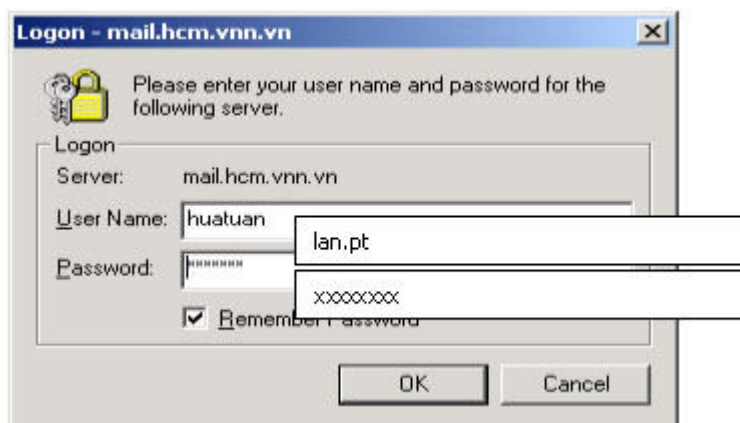 Logon - mail.hcm.vnn.vn
Please enter your user name and password for the
following server.
Logon
Server: mail.hcm.vnn.vn
User Name: huatuan
lan.pt
Password: *******
xxxxxxxx
Remember Password
OK Cancel